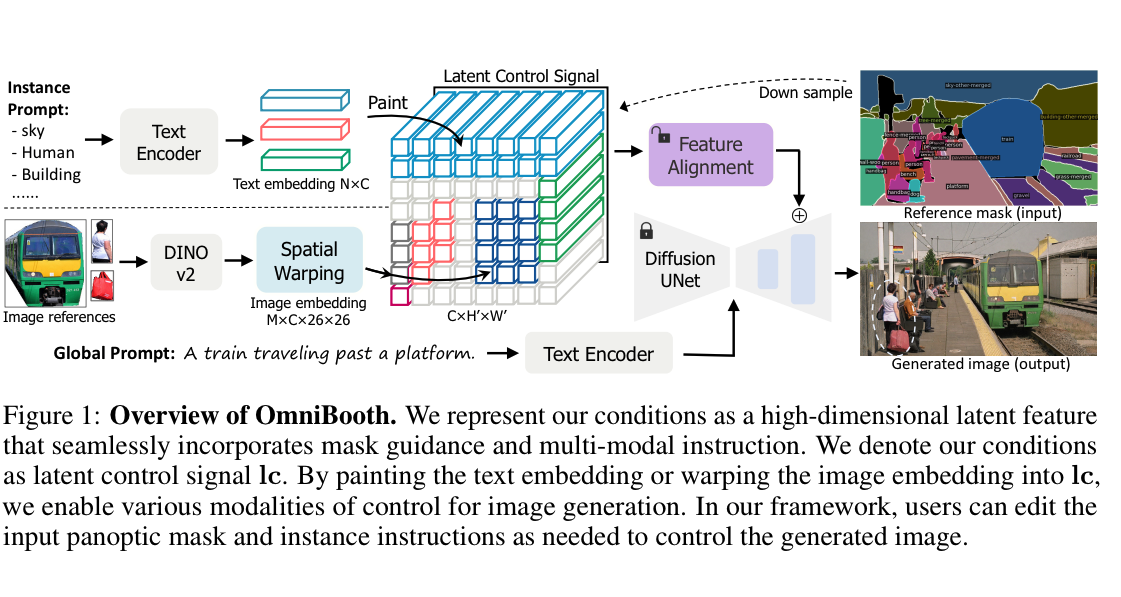 Instance
Prompt:
- sky
- Human
- Building
......
Text
Encoder
Text embedding N×C
Paint
Latent Control Signal
Down sample
Feature
Alignment
sky-other-merged
building-other-merged
tree-merged
train
person
person
pavement-merged
railroad
grass-merged
person
bench
handbag
platform
handbag
dog
gravel
Reference mask (input)
Image references
DINO
v2
Spatial
Warping
Image embedding
M×C×26×26
C×H′×W′
Diffusion
UNet
Global Prompt: A train traveling past a platform.
Text Encoder
Generated image (output)
Figure 1: Overview of OmniBooth. We represent our conditions as a high-dimensional latent feature
that seamlessly incorporates mask guidance and multi-modal instruction. We denote our conditions
as latent control signal lc. By painting the text embedding or warping the image embedding into lc,
we enable various modalities of control for image generation. In our framework, users can edit the
input panoptic mask and instance instructions as needed to control the generated image.